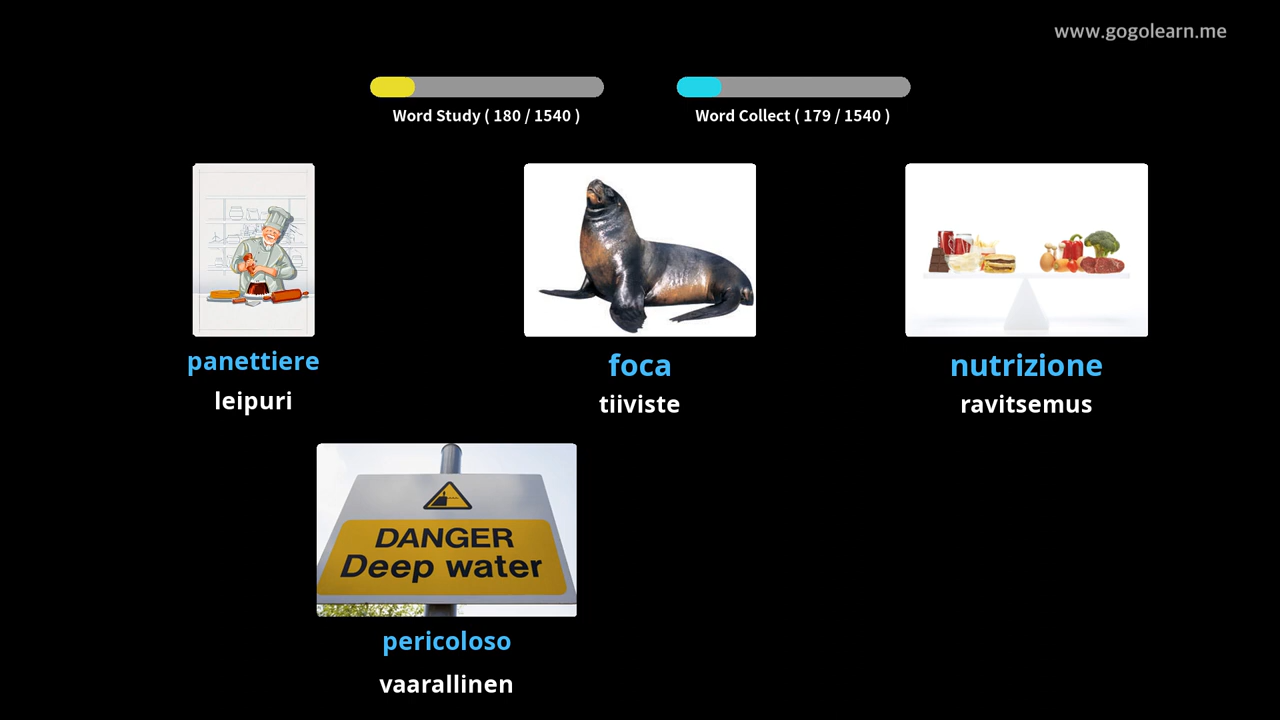 www.gogolearn.me
Word Study ( 180 / 1540 )
Word Collect ( 179 / 1540 )
panettiere
leipuri
foca
tiiviste
nutrizione
ravitsemus
DANGER
Deep water
pericoloso
vaarallinen